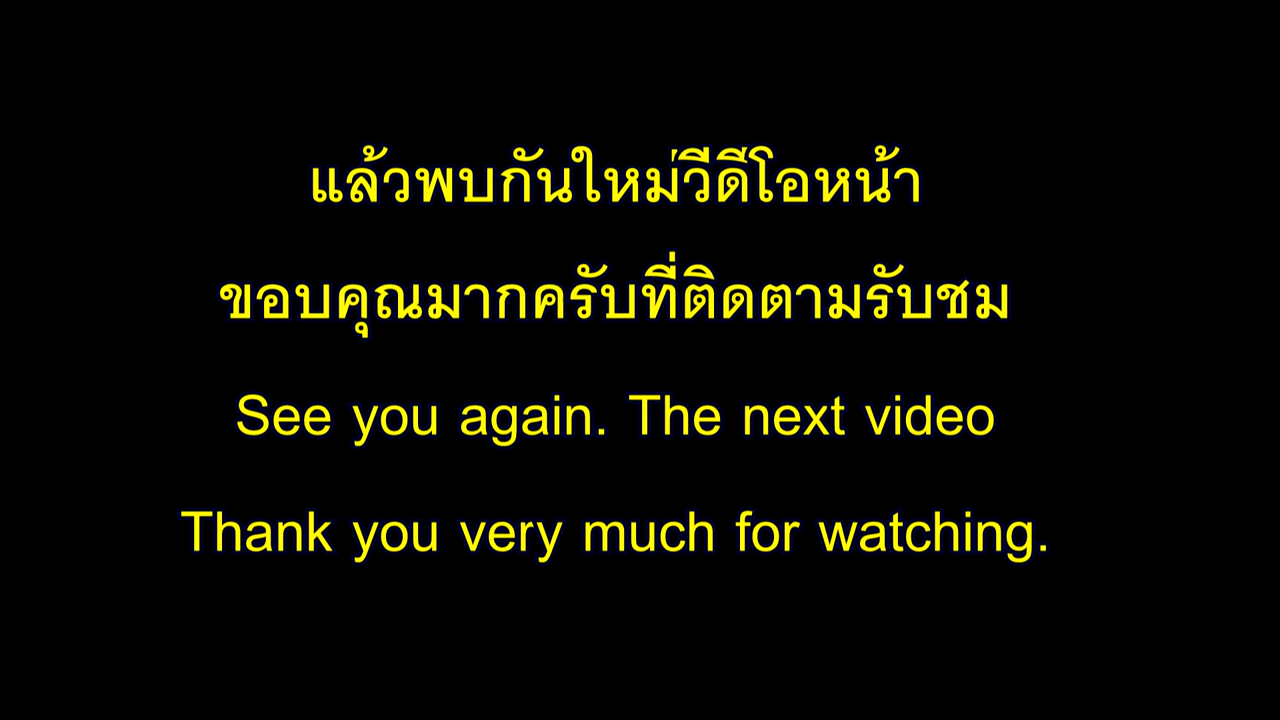 แล้วพบกันใหม่วีดีโอหน้า
ขอบคุณมากครับที่ติดตามรับชม
See you again. The next video
Thank you very much for watching.